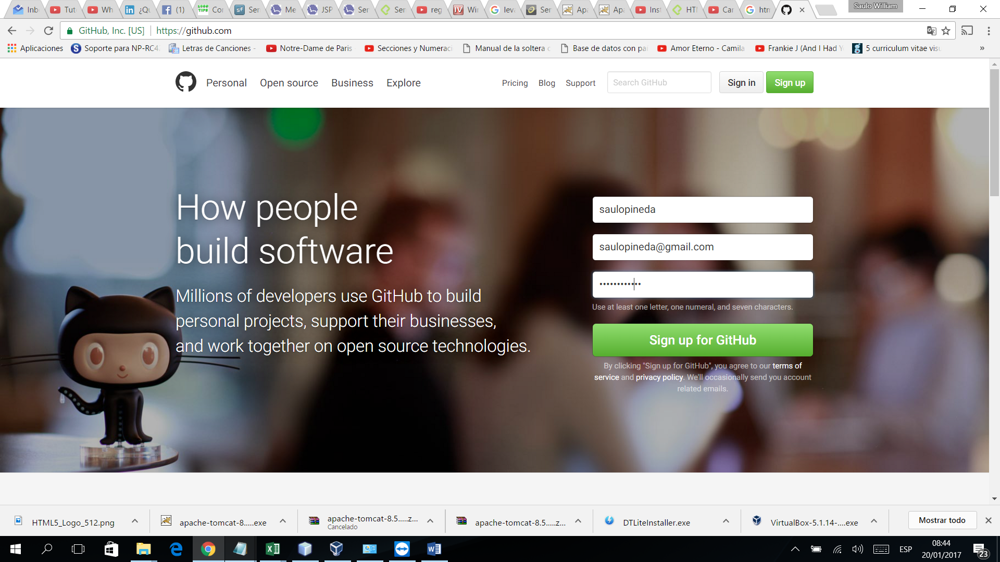 Inb
Tut
Wh
¿Qu
(1)
Cor
Ser
Me
JSP
Ser
Ser
reg
Wir
leva
Ser
Apa
Apa
Inst
HTM
Car
htm
Saulo William
GitHub, Inc. [US]
https://github.com
Aplicaciones
Soporte para NP-RC4
Letras de Canciones -
Notre-Dame de Paris
Secciones y Numeraci
Manual de la soltera c
Base de datos con pa
Amor Eterno - Camila
Frankie J (And I Had Y
5 curriculum vitae visu
»
Personal
Open source
Business
Explore
Pricing
Blog
Support
Search GitHub
Sign in
Sign up
How people
build software
Millions of developers use GitHub to build
personal projects, support their businesses,
and work together on open source technologies.
saulopineda
saulopineda@gmail.com
••••••••••••
Use at least one letter, one numeral, and seven characters.
Sign up for GitHub
By clicking "Sign up for GitHub", you agree to our terms of
service and privacy policy. We'll occasionally send you account
related emails.
HTML5_Logo_512.png
apache-tomcat-8.....exe
apache-tomcat-8.5.....z...
Cancelado
apache-tomcat-8.5.....z...
DTLiteInstaller.exe
VirtualBox-5.1.14-....exe
Mostrar todo
ESP
08:44
20/01/2017
23